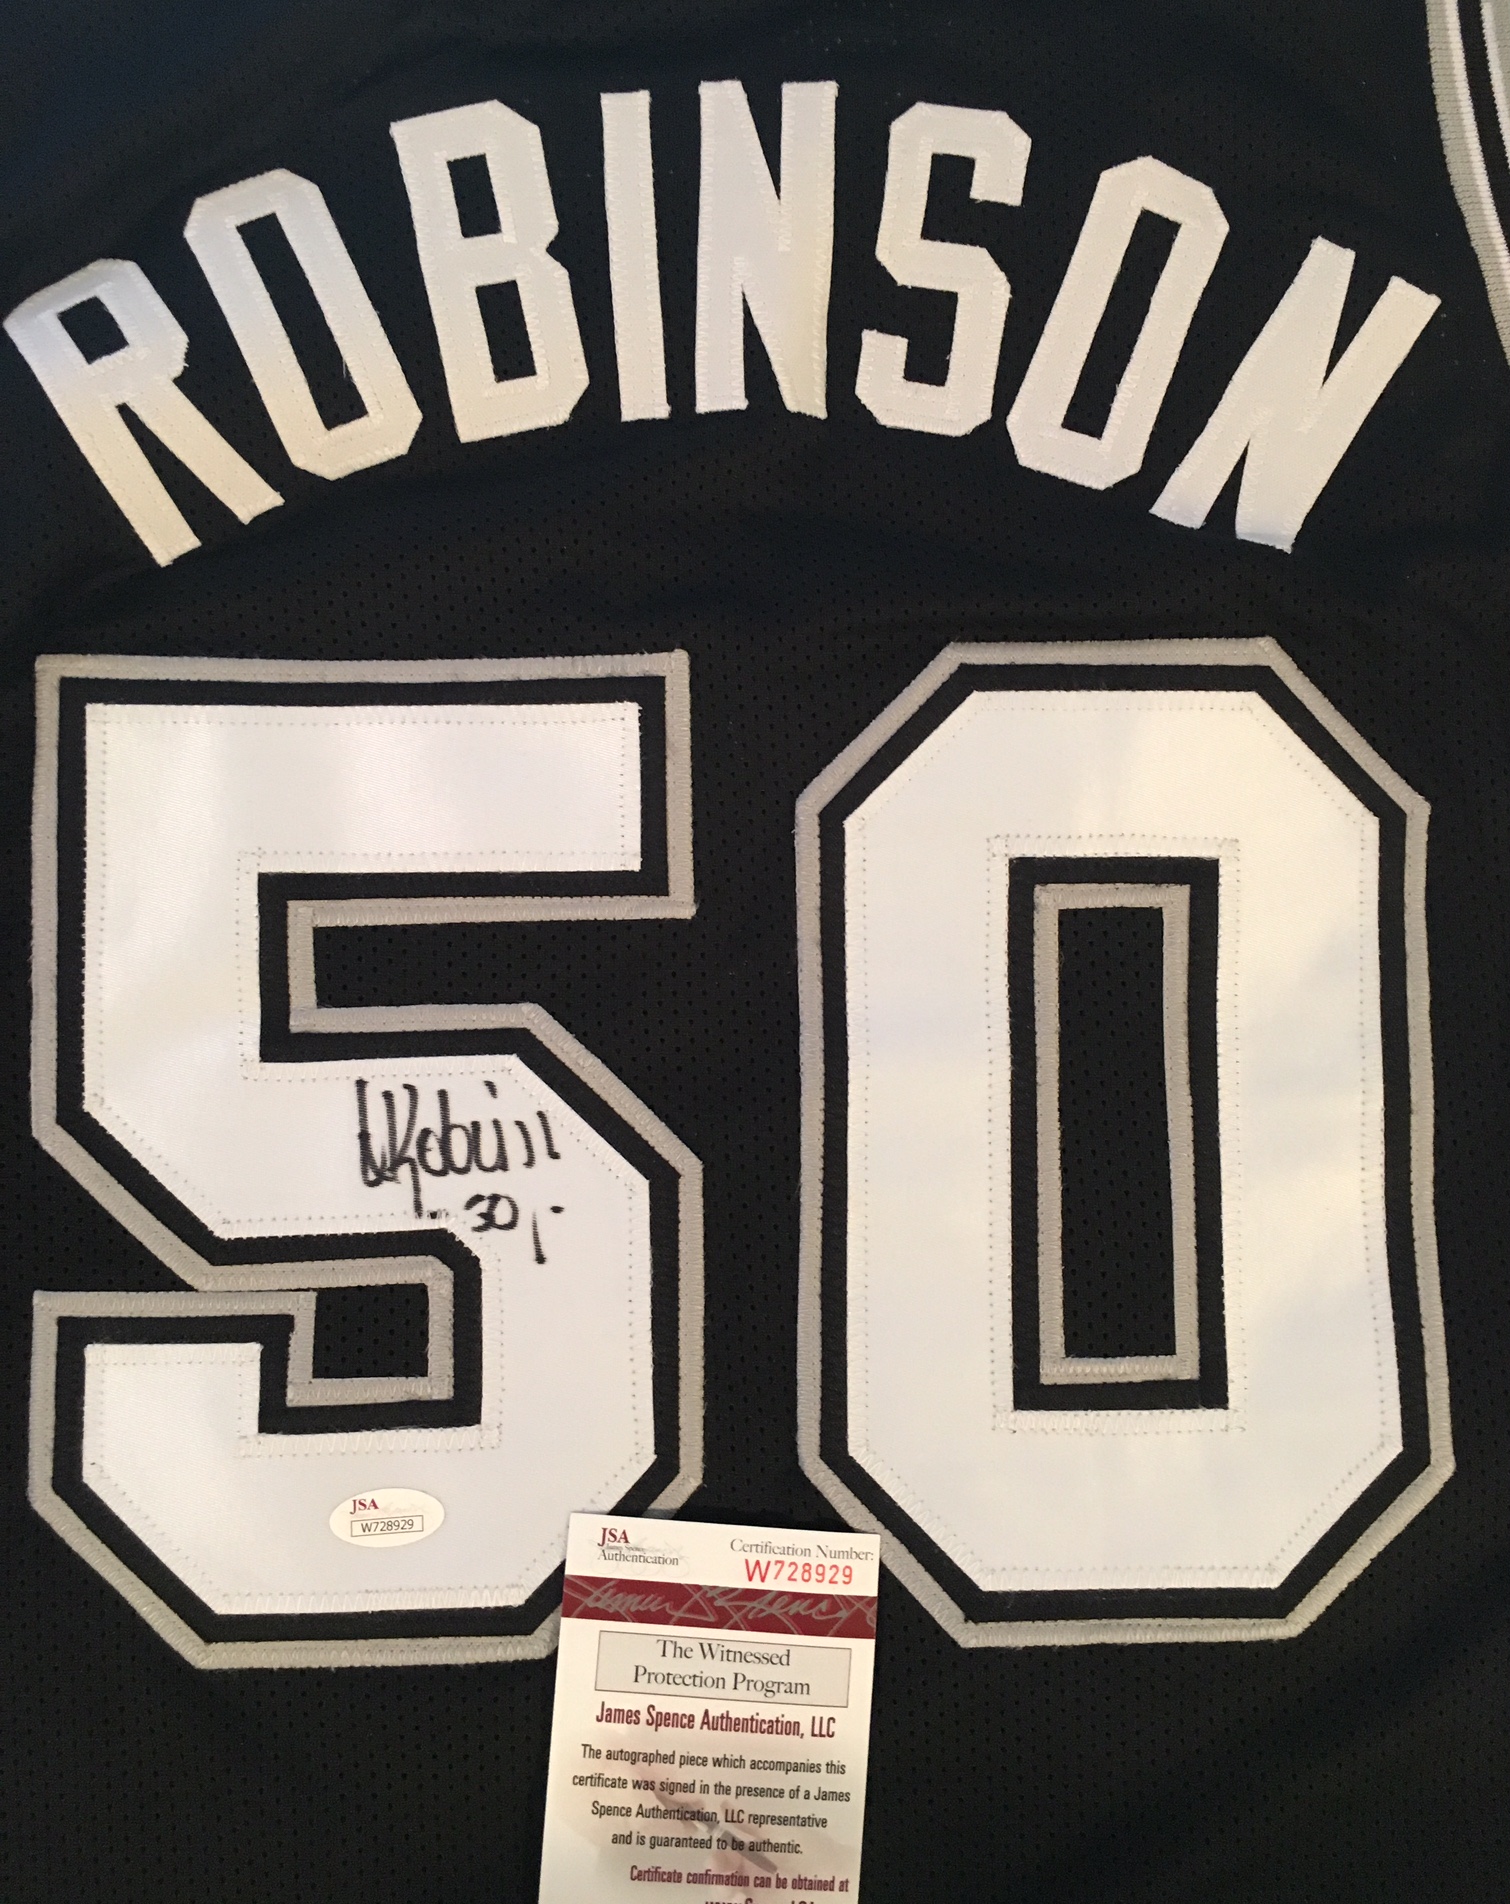 ROBINSON
50
JSA
W728929
JSA
James Spence
Authentication
Certification Number:
W728929
The Witnessed
Protection Program
James Spence Authentication, LLC
The autographed piece which accompanies this
certificate was signed in the presence of a James
Spence Authentication, LLC representative
and is guaranteed to be authentic.
Certificate confirmation can be obtained at